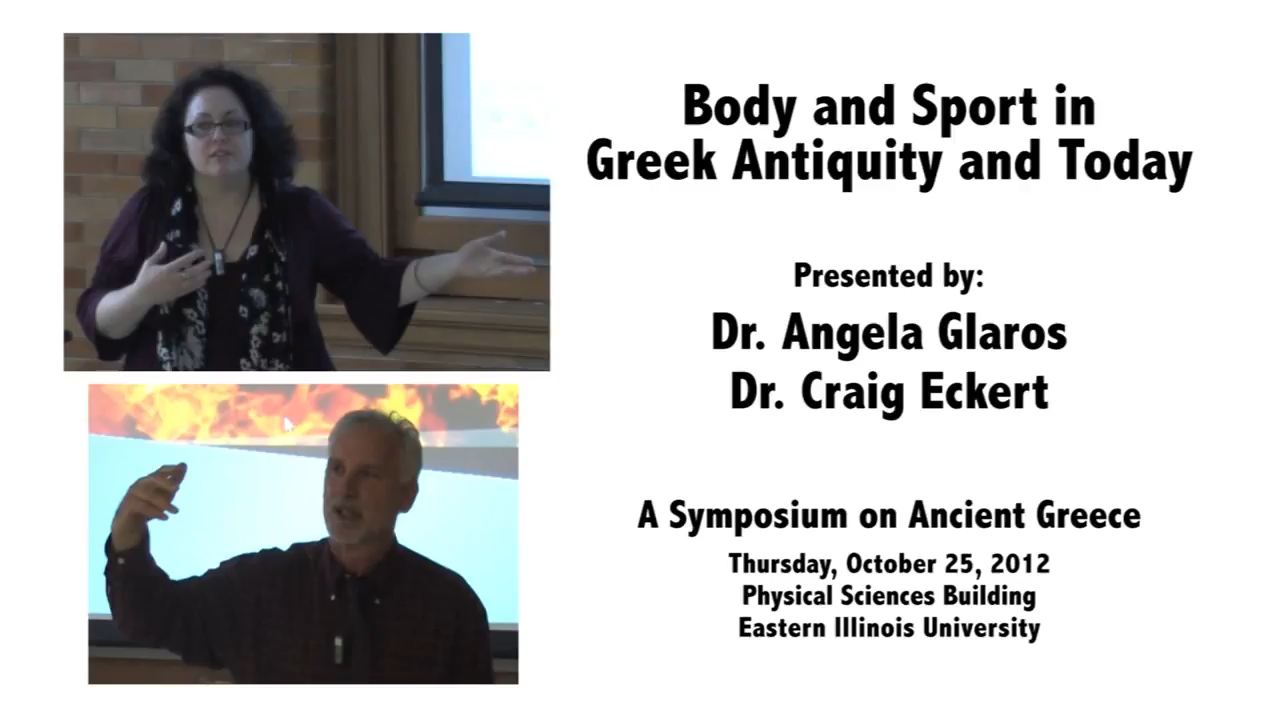 Body and Sport in
Greek Antiquity and Today
Presented by:
Dr. Angela Glaros
Dr. Craig Eckert
A Symposium on Ancient Greece
Thursday, October 25, 2012
Physical Sciences Building
Eastern Illinois University